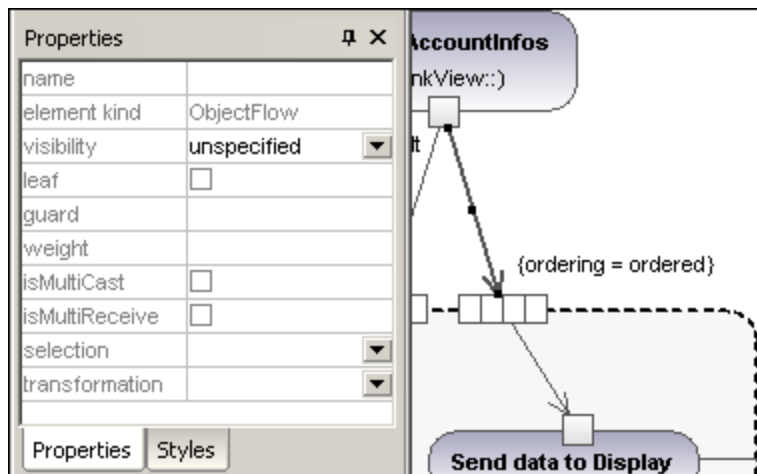 Properties
name
element kind ObjectFlow
visibility unspecified
leaf
guard
weight
isMultiCast
isMultiReceive
selection
transformation
Properties Styles
AccountInfos
nkView::)
lt
{ordering = ordered}
Send data to Display